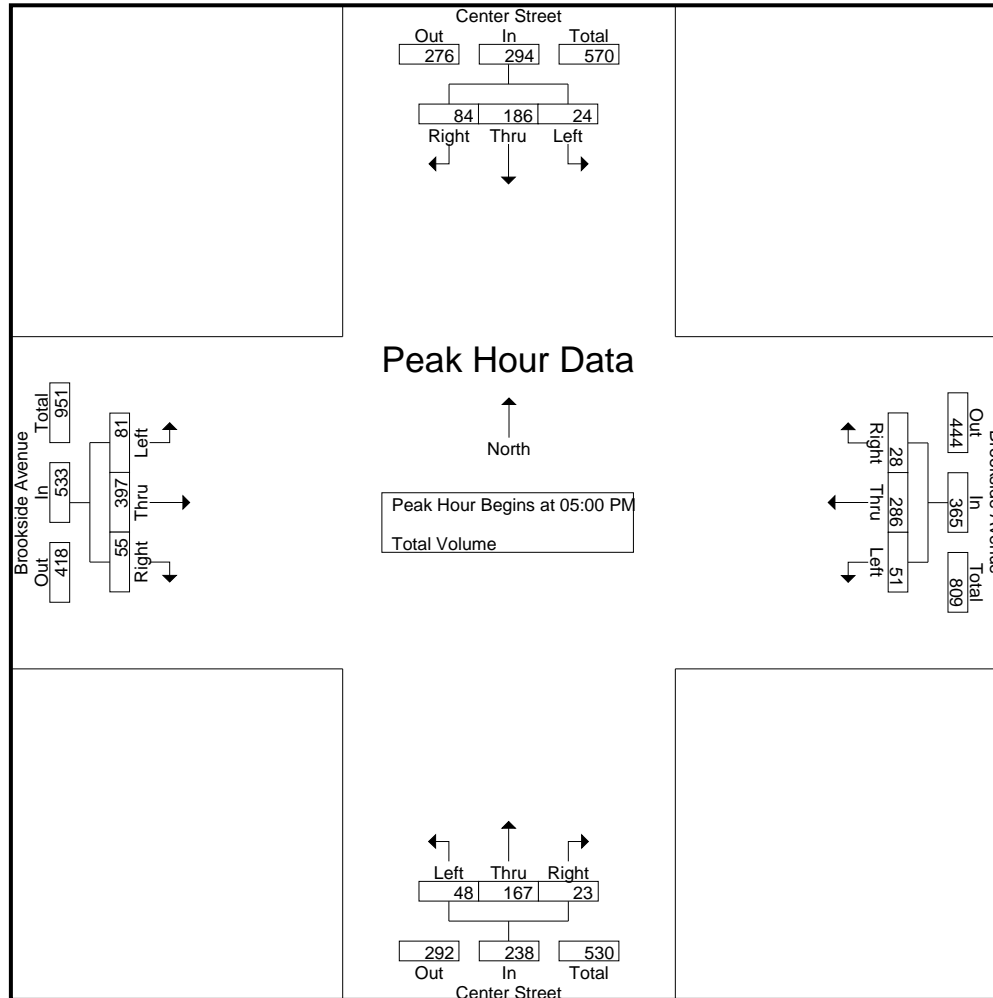 Center Street
Out In Total
276 294 570
84 186 24
Right Thru Left
Peak Hour Data
North
Peak Hour Begins at 05:00 PM
Total Volume
Brookside Avenue
Total In Out
951 533 418
81 397 55
Left Thru Right
Right Thru Left
28 286 51
Out In Total
444 365 809
Left Thru Right
48 167 23
292 238 530
Out In Total
Center Street